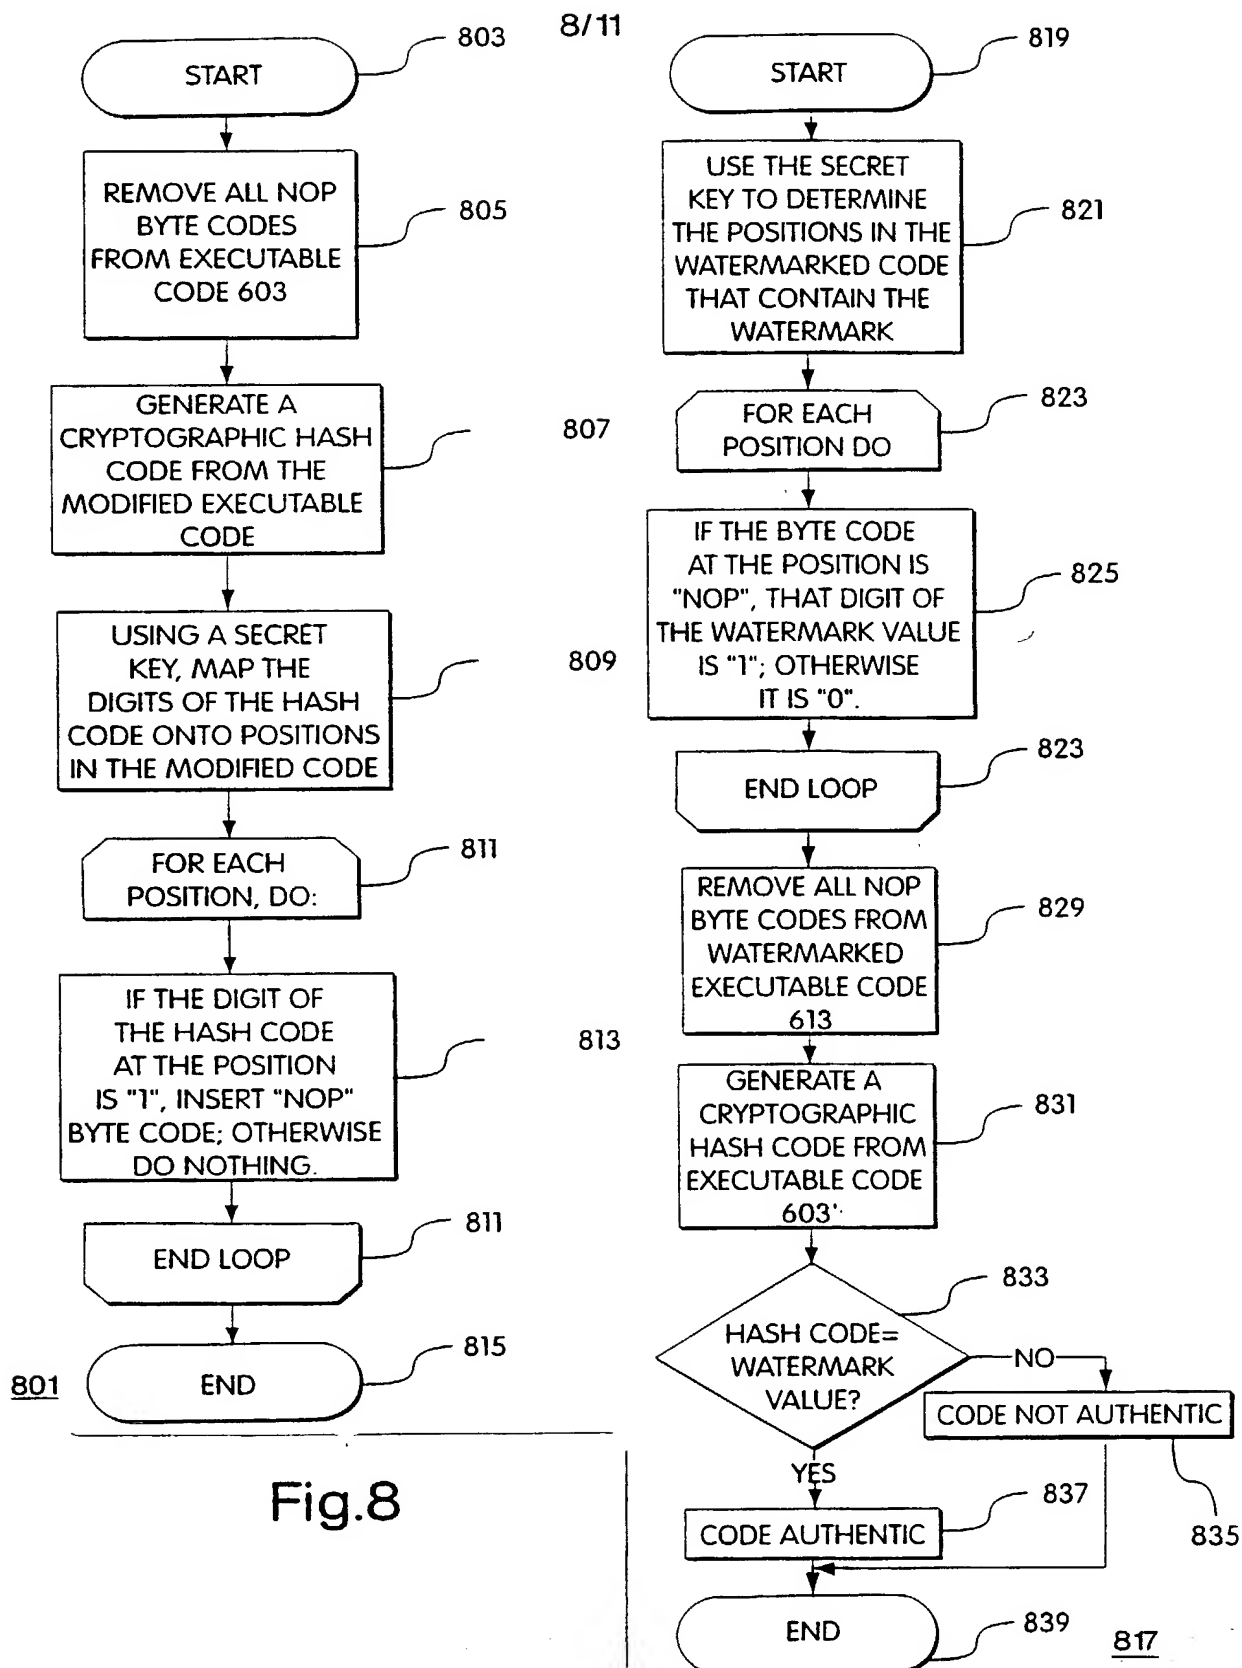 8/11
START
803
REMOVE ALL NOP
BYTE CODES
FROM EXECUTABLE
CODE 603
805
GENERATE A
CRYPTOGRAPHIC HASH
CODE FROM THE
MODIFIED EXECUTABLE
CODE
807
USING A SECRET
KEY, MAP THE
DIGITS OF THE HASH
CODE ONTO POSITIONS
IN THE MODIFIED CODE
809
FOR EACH
POSITION, DO:
811
IF THE DIGIT OF
THE HASH CODE
AT THE POSITION
IS "1", INSERT "NOP"
BYTE CODE; OTHERWISE
DO NOTHING.
813
END LOOP
811
END
815
801
Fig.8
START
819
USE THE SECRET
KEY TO DETERMINE
THE POSITIONS IN THE
WATERMARKED CODE
THAT CONTAIN THE
WATERMARK
821
FOR EACH
POSITION DO
823
IF THE BYTE CODE
AT THE POSITION IS
"NOP", THAT DIGIT OF
THE WATERMARK VALUE
IS "1"; OTHERWISE
IT IS "0".
825
END LOOP
823
REMOVE ALL NOP
BYTE CODES FROM
WATERMARKED
EXECUTABLE CODE
613
829
GENERATE A
CRYPTOGRAPHIC
HASH CODE FROM
EXECUTABLE CODE
603'
831
HASH CODE=
WATERMARK
VALUE?
833
NO
CODE NOT AUTHENTIC
835
YES
CODE AUTHENTIC
837
END
839
817